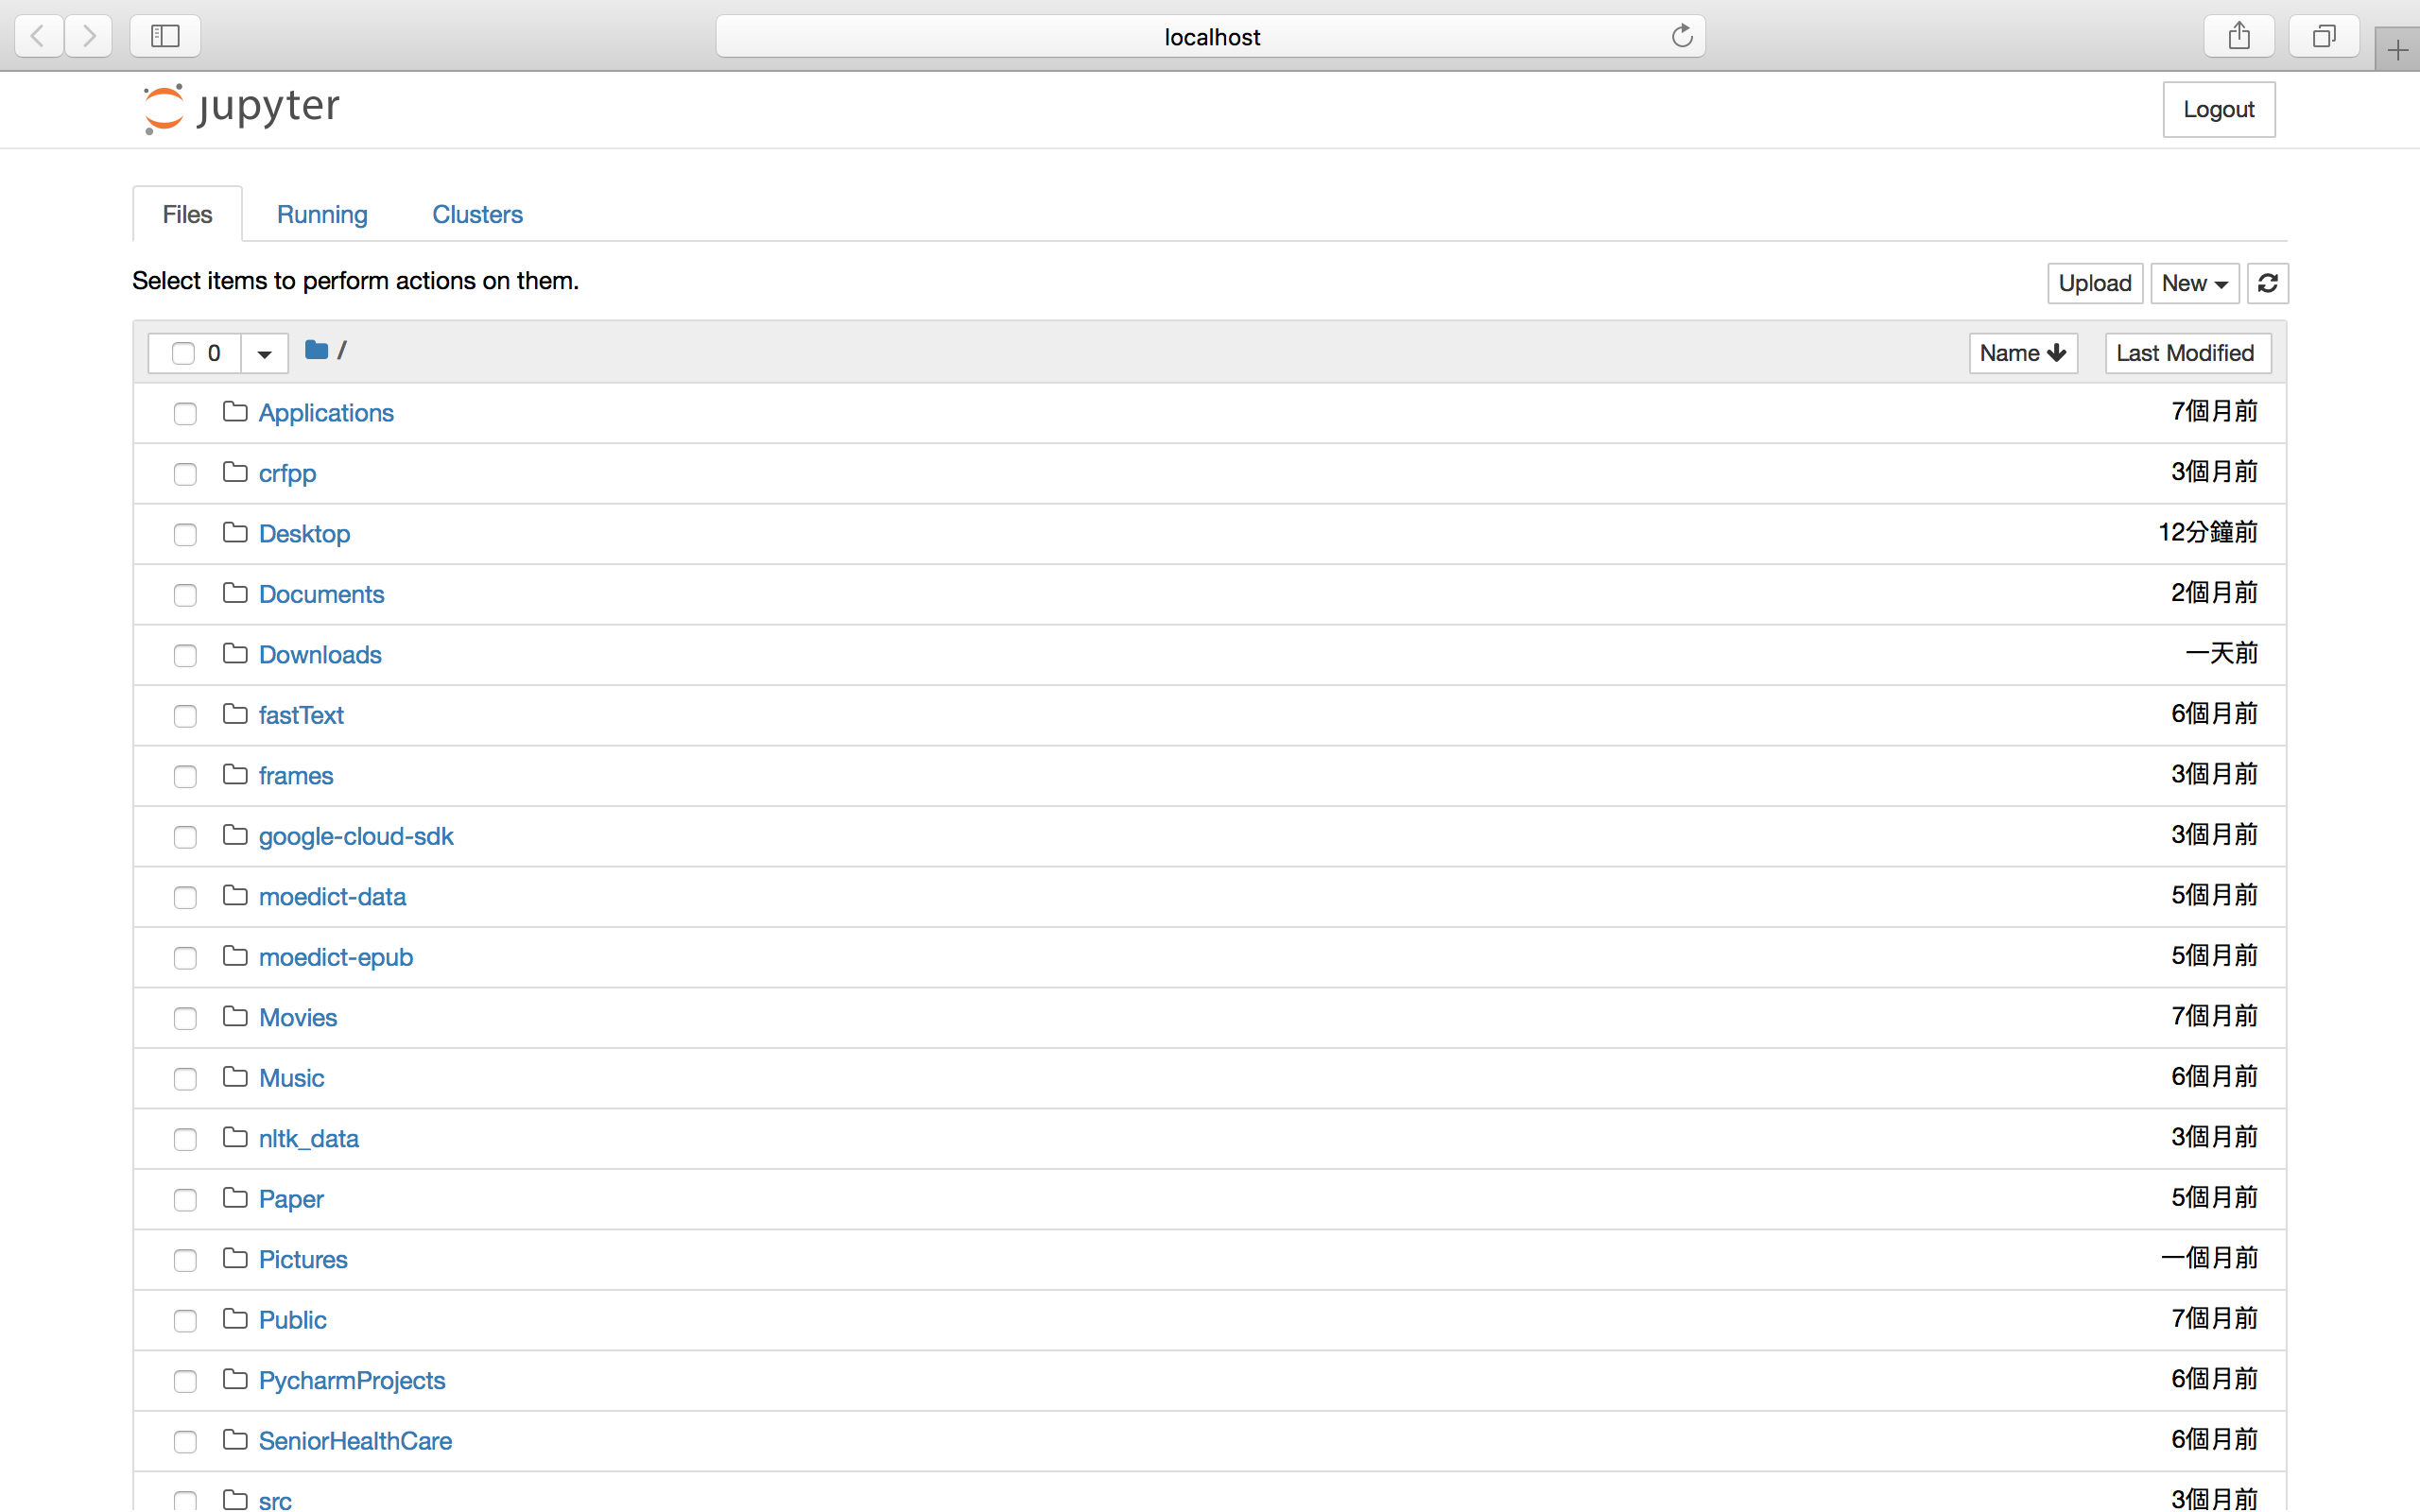 localhost
jupyter
Logout
Files Running Clusters
Select items to perform actions on them.
Upload New
0 / Name Last Modified
Applications 7個月前
crfpp 3個月前
Desktop 12分鐘前
Documents 2個月前
Downloads 一天前
fastText 6個月前
frames 3個月前
google-cloud-sdk 3個月前
moedict-data 5個月前
moedict-epub 5個月前
Movies 7個月前
Music 6個月前
nltk_data 3個月前
Paper 5個月前
Pictures 一個月前
Public 7個月前
PycharmProjects 6個月前
SeniorHealthCare 6個月前
src 3個月前